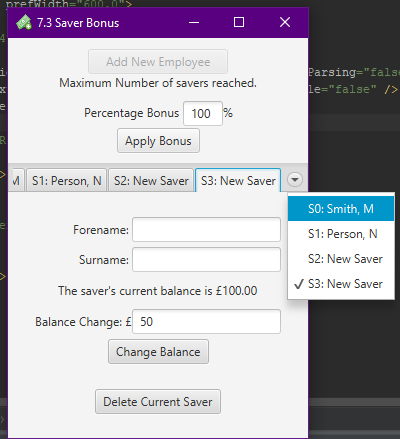 prefWidth="600.0">
7.3 Saver Bonus
Add New Employee
Maximum Number of savers reached.
Parsing="false
le="false" />
Percentage Bonus 100 %
Apply Bonus
M S1: Person, N S2: New Saver S3: New Saver
S0: Smith, M
S1: Person, N
S2: New Saver
✓ S3: New Saver
Forename:
Surname:
The saver's current balance is £100.00
Balance Change: £ 50
Change Balance
Delete Current Saver